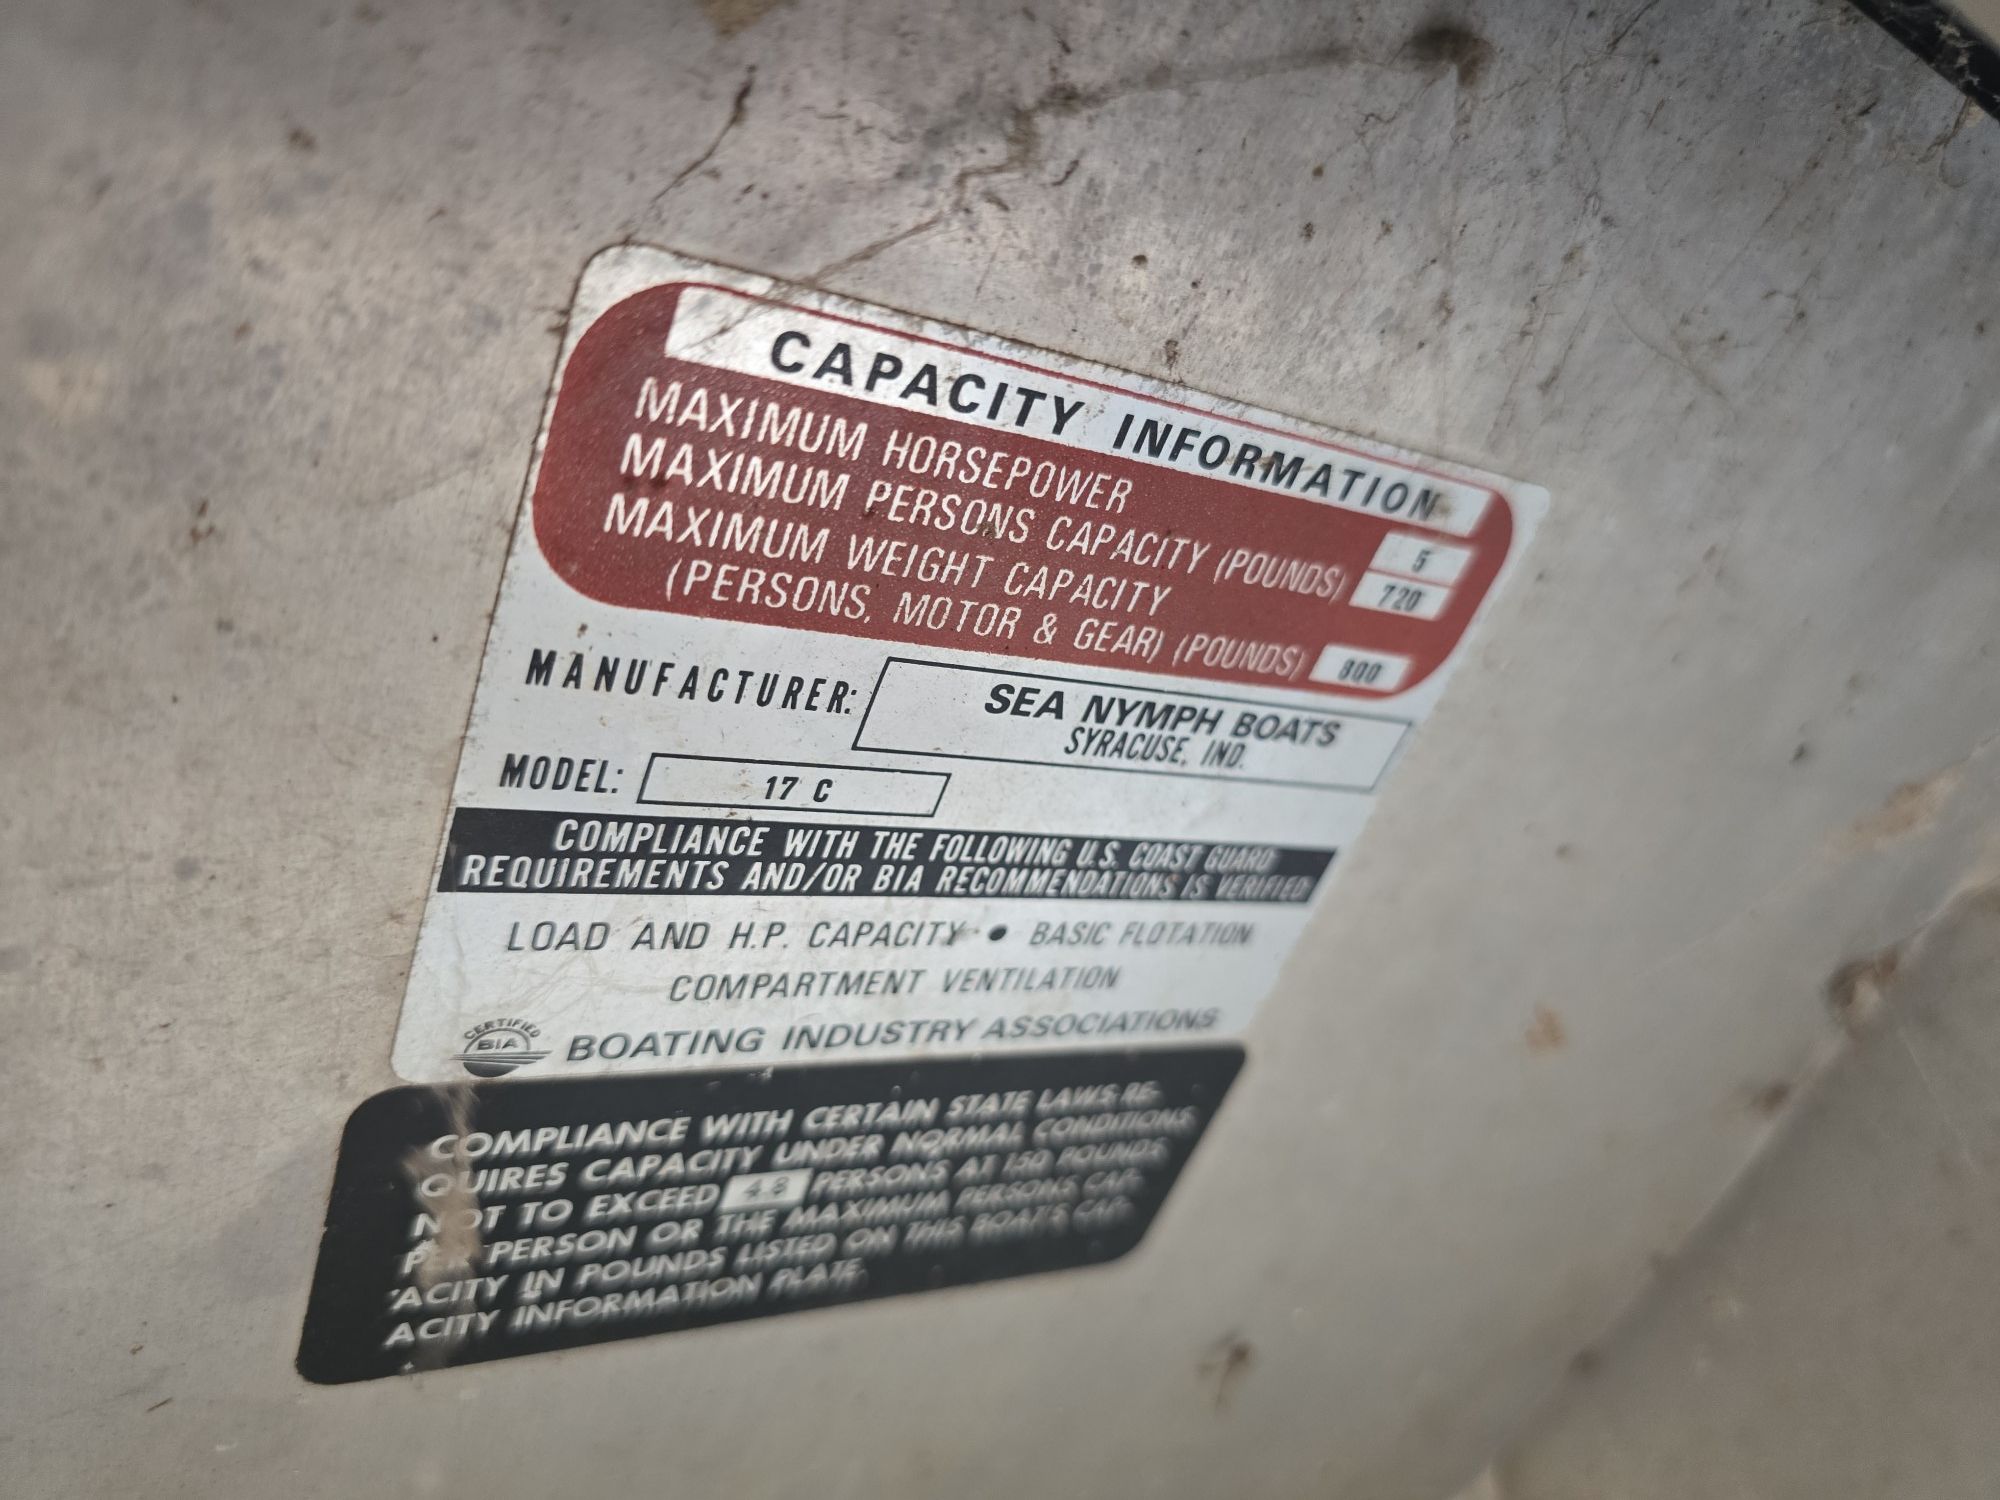 CAPACITY INFORMATION
MAXIMUM HORSEPOWER 5
MAXIMUM PERSONS CAPACITY (POUNDS) 720
MAXIMUM WEIGHT CAPACITY
(PERSONS, MOTOR & GEAR) (POUNDS) 800
MANUFACTURER: SEA NYMPH BOATS
SYRACUSE, IND.
MODEL: 17 C
COMPLIANCE WITH THE FOLLOWING U.S. COAST GUARD
REQUIREMENTS AND/OR BIA RECOMMENDATIONS IS VERIFIED
LOAD AND H.P. CAPACITY • BASIC FLOTATION
COMPARTMENT VENTILATION
CERTIFIED
BIA
BOATING INDUSTRY ASSOCIATIONS
COMPLIANCE WITH CERTAIN STATE LAWS RE-
QUIRES CAPACITY UNDER NORMAL CONDITIONS
NOT TO EXCEED 4.8 PERSONS AT 150 POUNDS
PER PERSON OR THE MAXIMUM PERSONS CAP-
ACITY IN POUNDS LISTED ON THIS BOAT'S CAP-
ACITY INFORMATION PLATE.